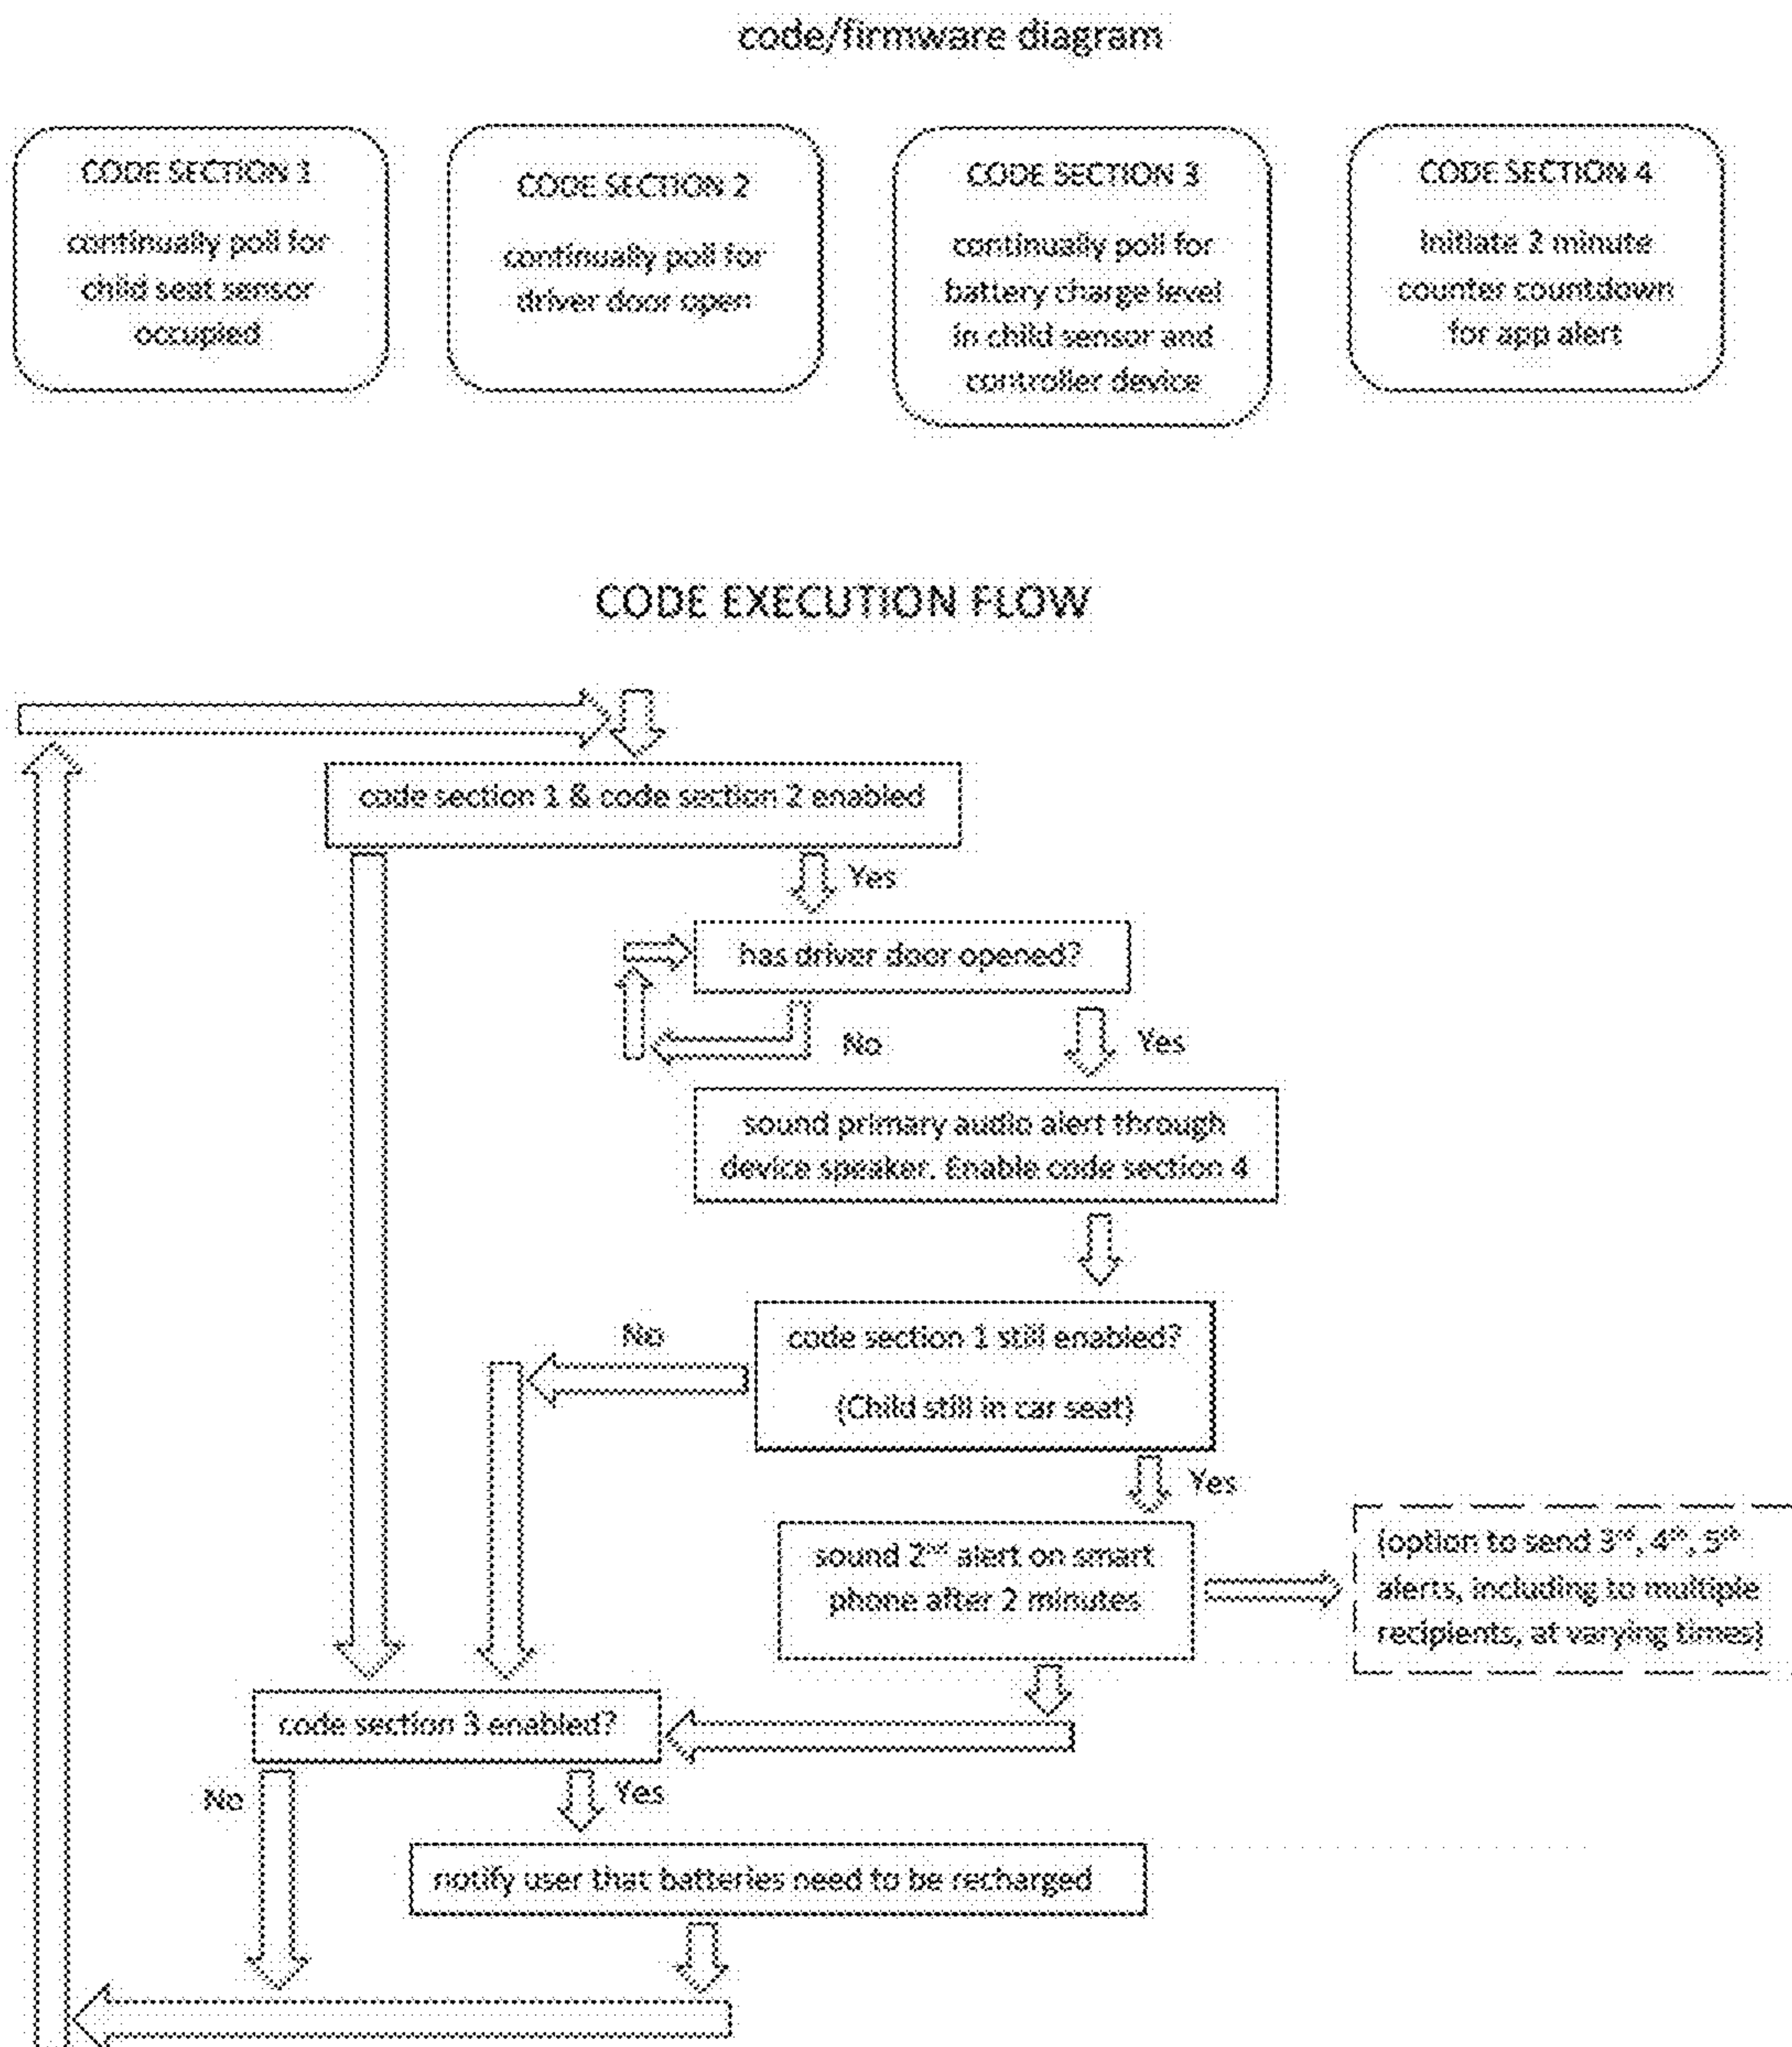 code/firmware diagram
CODE SECTION 1
continually poll for
child seat sensor
occupied
CODE SECTION 2
continually poll for
driver door open
CODE SECTION 3
continually poll for
battery charge level
in child sensor and
controller device
CODE SECTION 4
Initiate 2 minute
counter countdown
for app alert
CODE EXECUTION FLOW
code section 1 & code section 2 enabled
Yes
has driver door opened?
No
Yes
sound primary audio alert through
device speaker. Enable code section 4
No
code section 1 still enabled?
(Child still in car seat)
Yes
sound 2nd alert on smart
phone after 2 minutes
(option to send 3rd, 4th, 5th
alerts, including to multiple
recipients, at varying times)
code section 3 enabled?
No
Yes
notify user that batteries need to be recharged